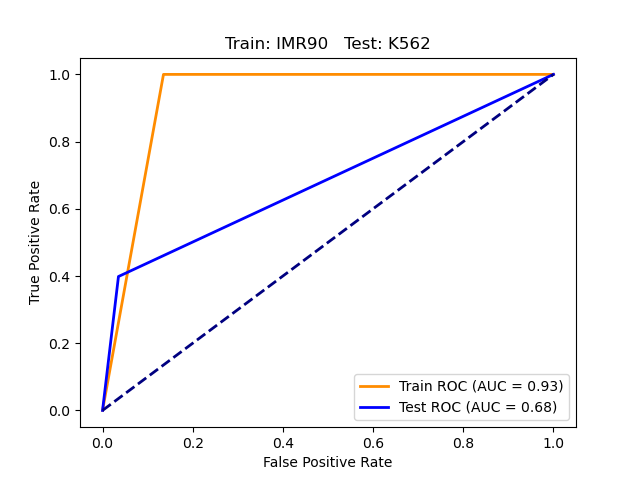 Train: IMR90   Test: K562
1.0
0.8
0.6
0.4
0.2
0.0
True Positive Rate
0.0 0.2 0.4 0.6 0.8 1.0
False Positive Rate
Train ROC (AUC = 0.93)
Test ROC (AUC = 0.68)